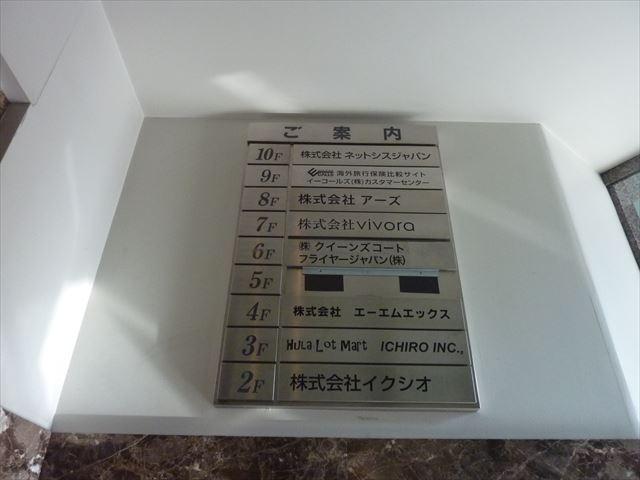 ご案内
10F 株式会社 ネットシスジャパン
9F 海外旅行保険比較サイト
イーコールズ(株)カスタマーセンター
8F 株式会社 アーズ
7F 株式会社vivora
6F ㈱ クイーンズコート
フライヤージャパン(株)
5F
4F 株式会社 エーエムエックス
3F HULA LOT MART ICHIRO INC.,
2F 株式会社イクシオ